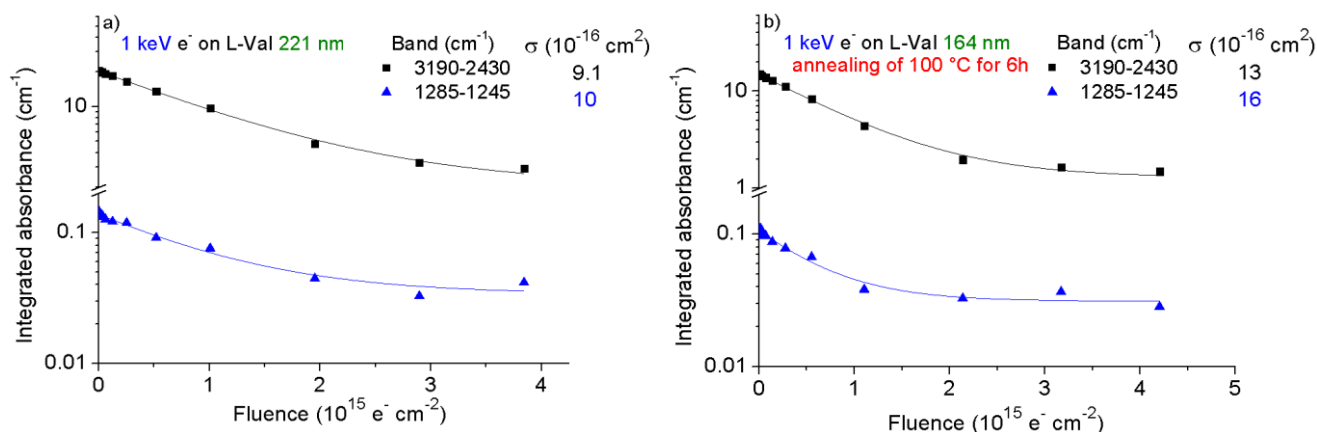 a)
1 keV e⁻ on L-Val 221 nm
Band (cm⁻¹) σ (10⁻¹⁶ cm²)
■ 3190-2430 9.1
▲ 1285-1245 10
Integrated absorbance (cm⁻¹)
10
0.1
0.01
0 1 2 3 4
Fluence (10¹⁵ e⁻ cm⁻²)
b)
1 keV e⁻ on L-Val 164 nm
annealing of 100 °C for 6h
Band (cm⁻¹) σ (10⁻¹⁶ cm²)
■ 3190-2430 13
▲ 1285-1245 16
Integrated absorbance (cm⁻¹)
10
1
0.1
0.01
0 1 2 3 4 5
Fluence (10¹⁵ e⁻ cm⁻²)